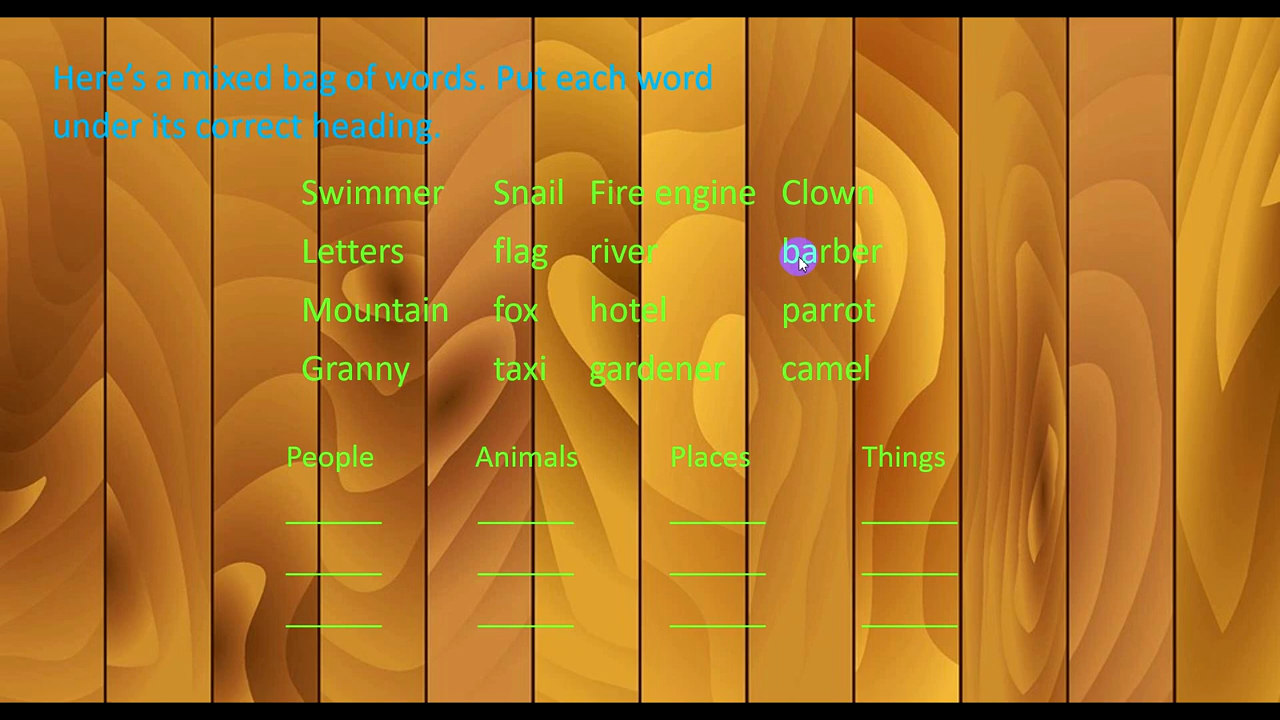 Here's a mixed bag of words. Put each word
under its correct heading.
Swimmer Snail Fire engine Clown
Letters flag river barber
Mountain fox hotel parrot
Granny taxi gardener camel
People Animals Places Things